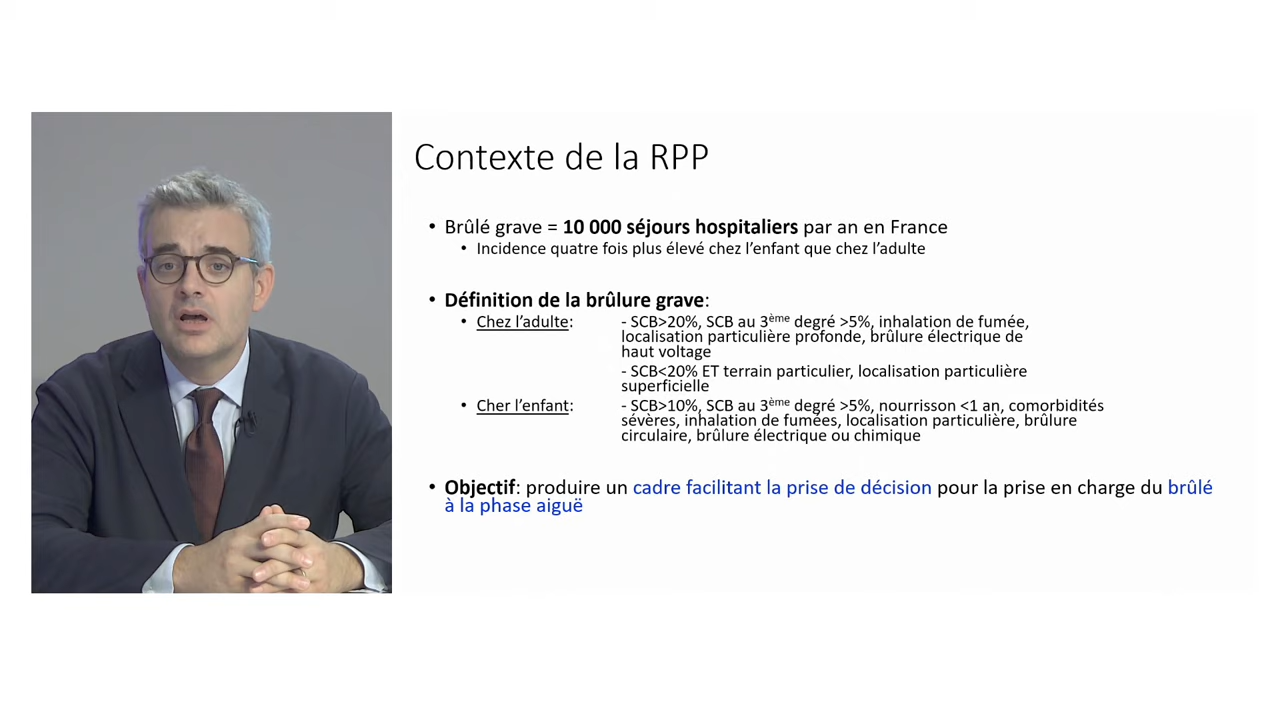 Contexte de la RPP
• Brûlé grave = 10 000 séjours hospitaliers par an en France
• Incidence quatre fois plus élevé chez l'enfant que chez l'adulte
• Définition de la brûlure grave:
• Chez l'adulte: - SCB>20%, SCB au 3ème degré >5%, inhalation de fumée,
localisation particulière profonde, brûlure électrique de
haut voltage
- SCB<20% ET terrain particulier, localisation particulière
superficielle
• Cher l'enfant: - SCB>10%, SCB au 3ème degré >5%, nourrisson <1 an, comorbidités
sévères, inhalation de fumées, localisation particulière, brûlure
circulaire, brûlure électrique ou chimique
• Objectif: produire un cadre facilitant la prise de décision pour la prise en charge du brûlé
à la phase aiguë